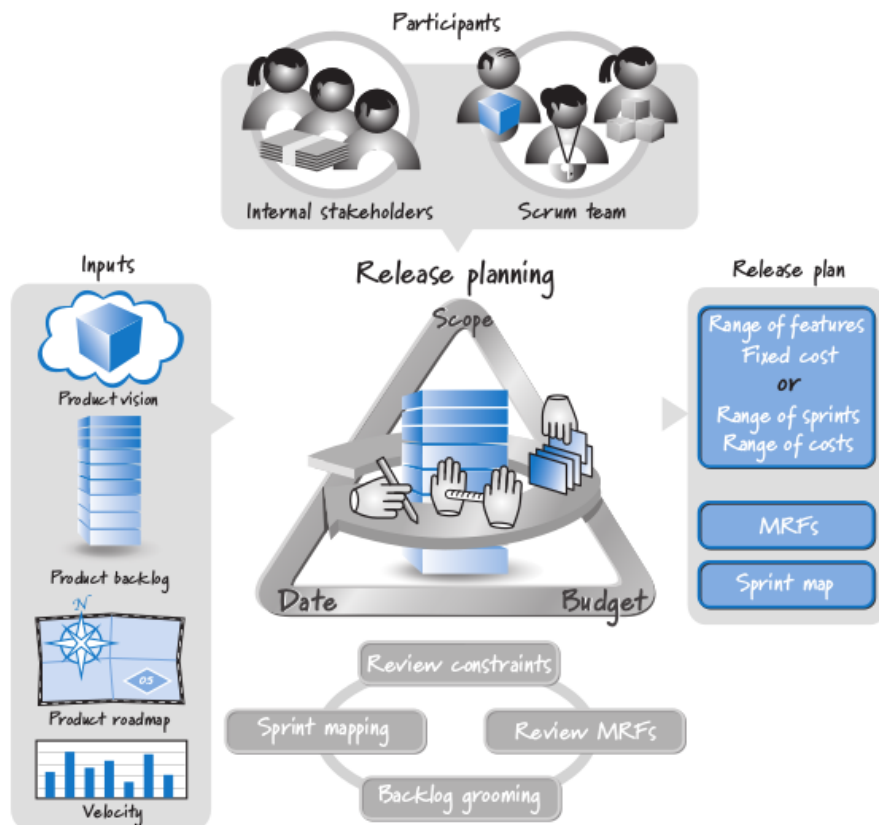 Participants
Internal stakeholders
Scrum team
Inputs
Product vision
Product backlog
N
05
Product roadmap
Velocity
Release planning
Scope
Date
Budget
Review constraints
Sprint mapping
Review MRFs
Backlog grooming
Release plan
Range of features
Fixed cost
or
Range of sprints
Range of costs
MRFs
Sprint map